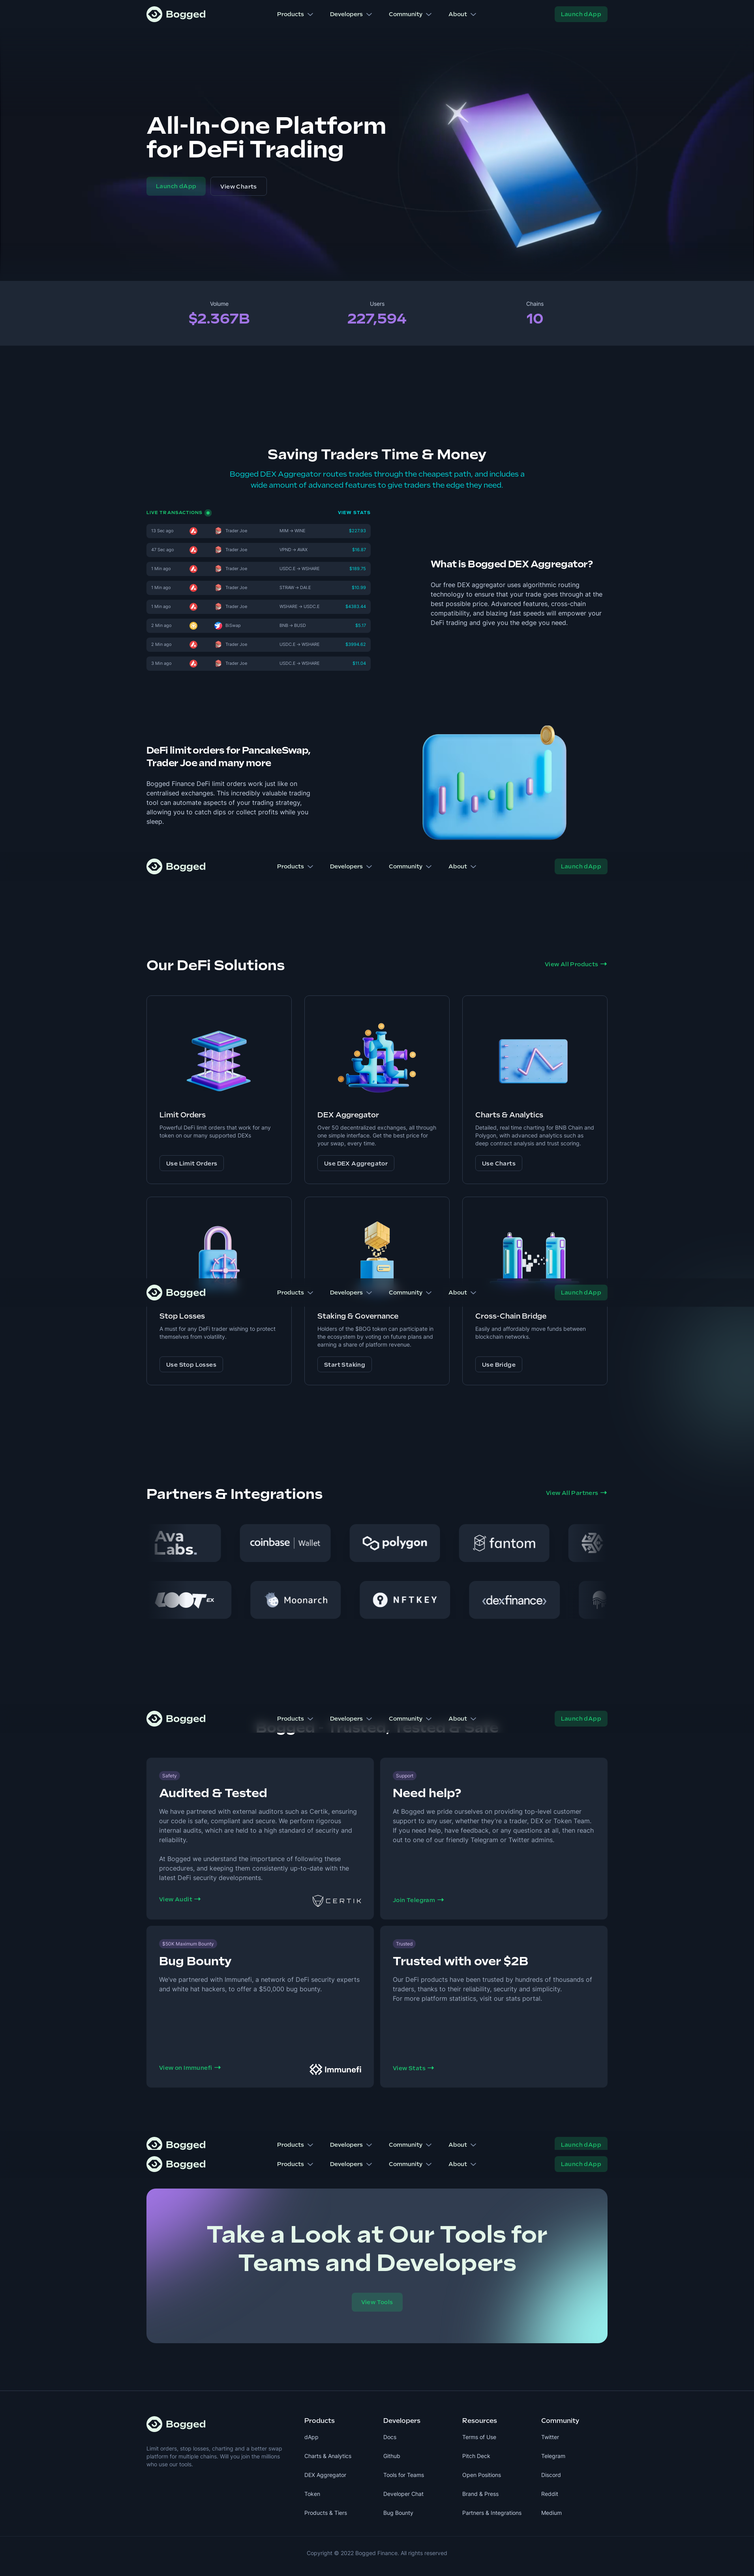 Bogged
Products
Developers
Community
About
Launch dApp
All-In-One Platform
for DeFi Trading
Launch dApp
View Charts
Volume
Users
Chains
$2.367B
227,594
10
Saving Traders Time & Money
Bogged DEX Aggregator routes trades through the cheapest path, and includes a
wide amount of advanced features to give traders the edge they need.
LIVE TRANSACTIONS
VIEW STATS
13 Sec ago Trader Joe MIM → WINE $227.93
47 Sec ago Trader Joe VPND → AVAX $16.87
1 Min ago Trader Joe USDC.E → WSHARE $169.75
1 Min ago Trader Joe STRAW → DAI.E $10.99
1 Min ago Trader Joe WSHARE → USDC.E $4363.44
2 Min ago BiSwap BNB → BUSD $5.17
2 Min ago Trader Joe USDC.E → WSHARE $3994.62
3 Min ago Trader Joe USDC.E → WSHARE $11.04
What is Bogged DEX Aggregator?
Our free DEX aggregator uses algorithmic routing
technology to ensure that your trade goes through at the
best possible price. Advanced features, cross-chain
compatibility, and blazing fast speeds will empower your
DeFi trading and give you the edge you need.
DeFi limit orders for PancakeSwap,
Trader Joe and many more
Bogged Finance DeFi limit orders work just like on
centralised exchanges. This incredibly valuable trading
tool can automate aspects of your trading strategy,
allowing you to catch dips or collect profits while you
sleep.
Bogged
Products
Developers
Community
About
Launch dApp
Our DeFi Solutions
View All Products →
Limit Orders
Powerful DeFi limit orders that work for any
token on our many supported DEXs
Use Limit Orders
DEX Aggregator
Over 50 decentralized exchanges, all through
one simple interface. Get the best price for
your swap, every time.
Use DEX Aggregator
Charts & Analytics
Detailed, real time charting for BNB Chain and
Polygon, with advanced analytics such as
deep contract analysis and trust scoring.
Use Charts
Bogged
Products
Developers
Community
About
Launch dApp
Stop Losses
A must for any DeFi trader wishing to protect
themselves from volatility.
Use Stop Losses
Staking & Governance
Holders of the $BOG token can participate in
the ecosystem by voting on future plans and
earning a share of platform revenue.
Start Staking
Cross-Chain Bridge
Easily and affordably move funds between
blockchain networks.
Use Bridge
Partners & Integrations
View All Partners →
Ava
Labs.
coinbase | Wallet
polygon
fantom
LOOT EX
Moonarch
NFTKEY
‹dexfinance›
Bogged
Products
Developers
Community
About
Launch dApp
Bogged - Trusted, Tested & Safe
Safety
Audited & Tested
We have partnered with external auditors such as Certik, ensuring
our code is safe, compliant and secure. We perform rigorous
internal audits, which are held to a high standard of security and
reliability.
At Bogged we understand the importance of following these
procedures, and keeping them consistently up-to-date with the
latest DeFi security developments.
View Audit →
CERTIK
Support
Need help?
At Bogged we pride ourselves on providing top-level customer
support to any user, whether they're a trader, DEX or Token Team.
If you need help, have feedback, or any questions at all, then reach
out to one of our friendly Telegram or Twitter admins.
Join Telegram →
$50K Maximum Bounty
Bug Bounty
We've partnered with Immunefi, a network of DeFi security experts
and white hat hackers, to offer a $50,000 bug bounty.
View on Immunefi →
Immunefi
Trusted
Trusted with over $2B
Our DeFi products have been trusted by hundreds of thousands of
traders, thanks to their reliability, security and simplicity.
For more platform statistics, visit our stats portal.
View Stats →
Bogged
Products
Developers
Community
About
Launch dApp
Bogged
Products
Developers
Community
About
Launch dApp
Take a Look at Our Tools for
Teams and Developers
View Tools
Bogged
Limit orders, stop losses, charting and a better swap
platform for multiple chains. Will you join the millions
who use our tools.
Products
dApp
Charts & Analytics
DEX Aggregator
Token
Products & Tiers
Developers
Docs
Github
Tools for Teams
Developer Chat
Bug Bounty
Resources
Terms of Use
Pitch Deck
Open Positions
Brand & Press
Partners & Integrations
Community
Twitter
Telegram
Discord
Reddit
Medium
Copyright © 2022 Bogged Finance. All rights reserved